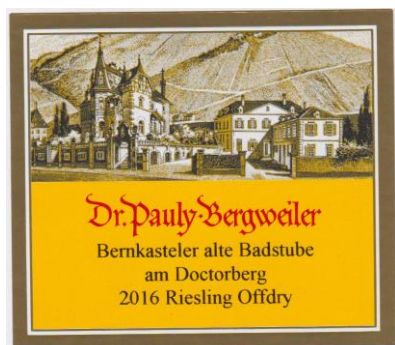 Dr. Pauly-Bergweiler
Bernkasteler alte Badstube
am Doctorberg
2016 Riesling Offdry